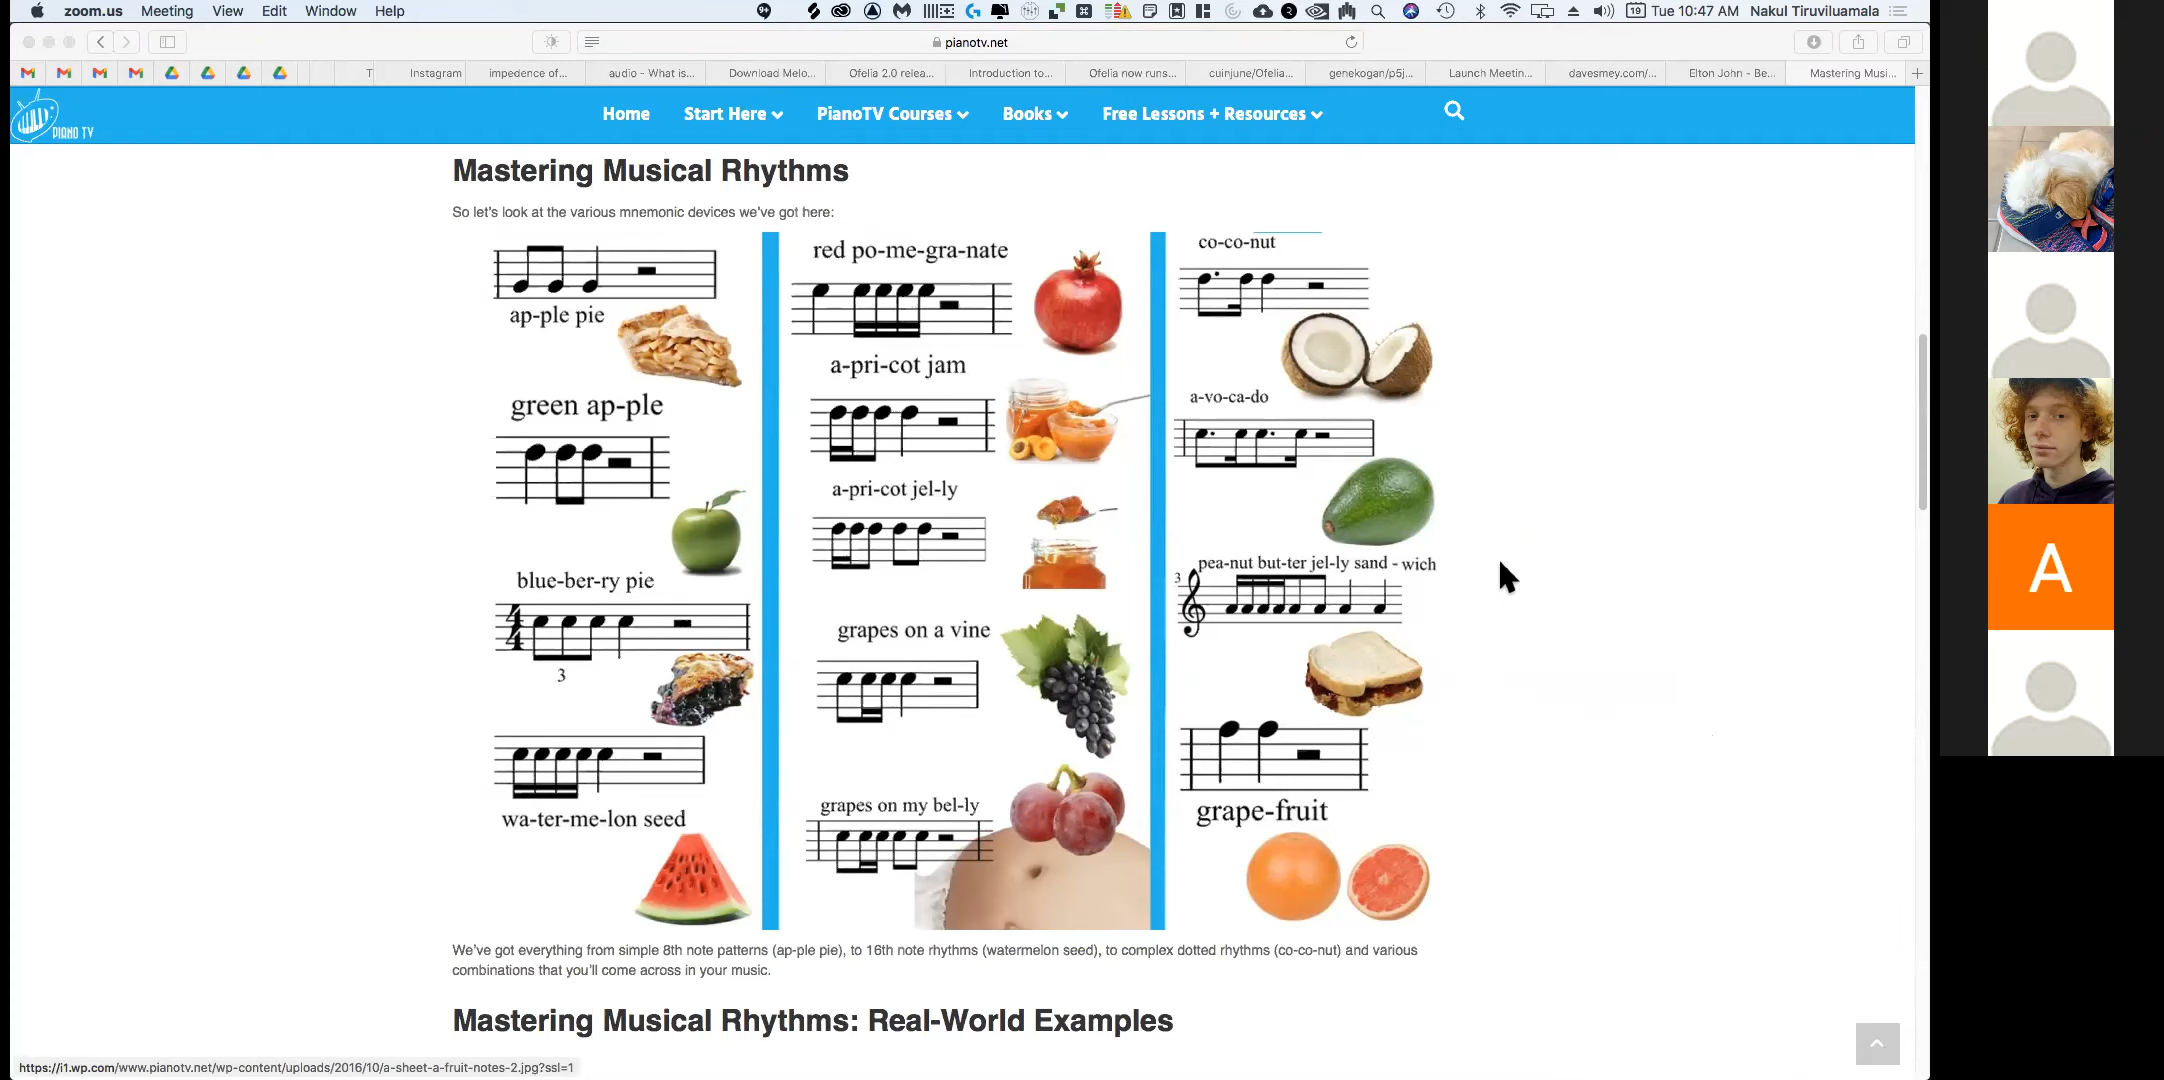 zoom.us Meeting View Edit Window Help
19 Tue 10:47 AM Nakul Tiruviluamala
pianotv.net
T Instagram impedence of... audio - What is... Download Melo... Ofelia 2.0 relea... Introduction to... Ofelia now runs... cuinjune/Ofelia... genekogan/p5j... Launch Meetin... davesmey.com/... Elton John - Be... Mastering Musi...
PIANO TV
Home Start Here PianoTV Courses Books Free Lessons + Resources
Mastering Musical Rhythms
So let's look at the various mnemonic devices we've got here:
ap-ple pie
green ap-ple
blue-ber-ry pie
4
4
3
wa-ter-me-lon seed
red po-me-gra-nate
a-pri-cot jam
a-pri-cot jel-ly
grapes on a vine
grapes on my bel-ly
co-co-nut
a-vo-ca-do
pea-nut but-ter jel-ly sand - wich
3
grape-fruit
We've got everything from simple 8th note patterns (ap-ple pie), to 16th note rhythms (watermelon seed), to complex dotted rhythms (co-co-nut) and various
combinations that you'll come across in your music.
Mastering Musical Rhythms: Real-World Examples
https://i1.wp.com/www.pianotv.net/wp-content/uploads/2016/10/a-sheet-a-fruit-notes-2.jpg?ssl=1
A